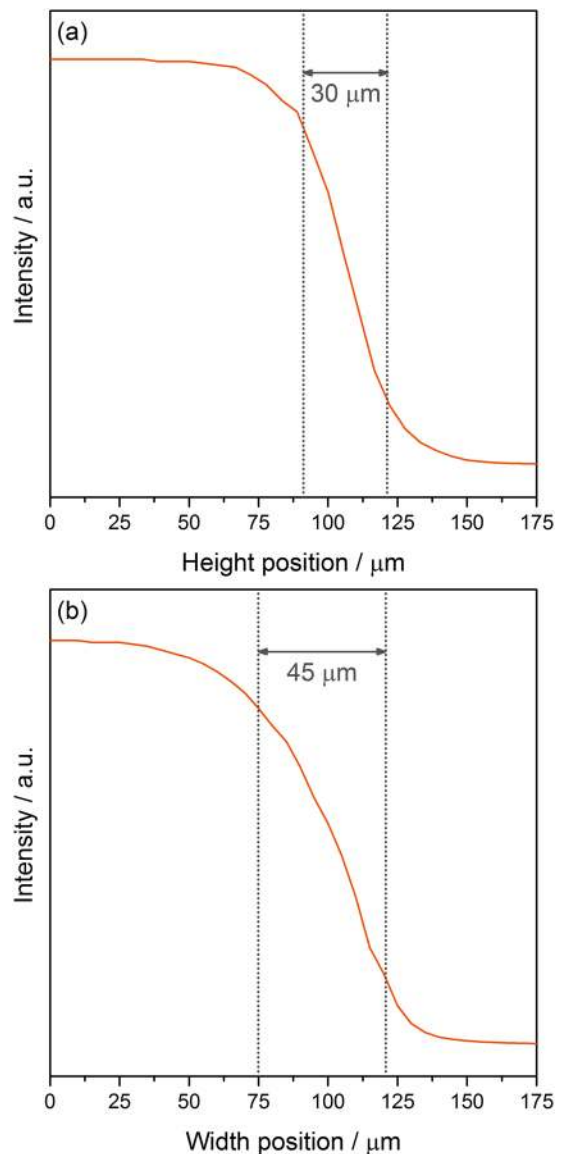 (a)
30 μm
Intensity / a.u.
0 25 50 75 100 125 150 175
Height position / μm
(b)
45 μm
Intensity / a.u.
0 25 50 75 100 125 150 175
Width position / μm